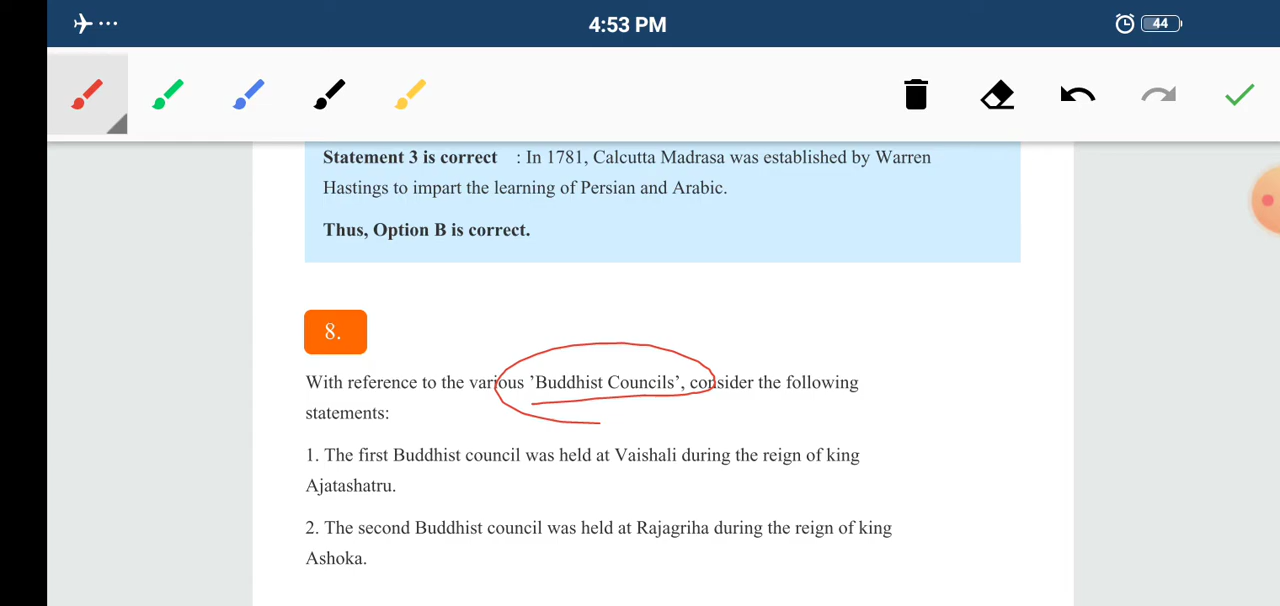 4:53 PM
44
Statement 3 is correct : In 1781, Calcutta Madrasa was established by Warren
Hastings to impart the learning of Persian and Arabic.
Thus, Option B is correct.
8.
With reference to the various ’Buddhist Councils’, consider the following
statements:
1. The first Buddhist council was held at Vaishali during the reign of king
Ajatashatru.
2. The second Buddhist council was held at Rajagriha during the reign of king
Ashoka.